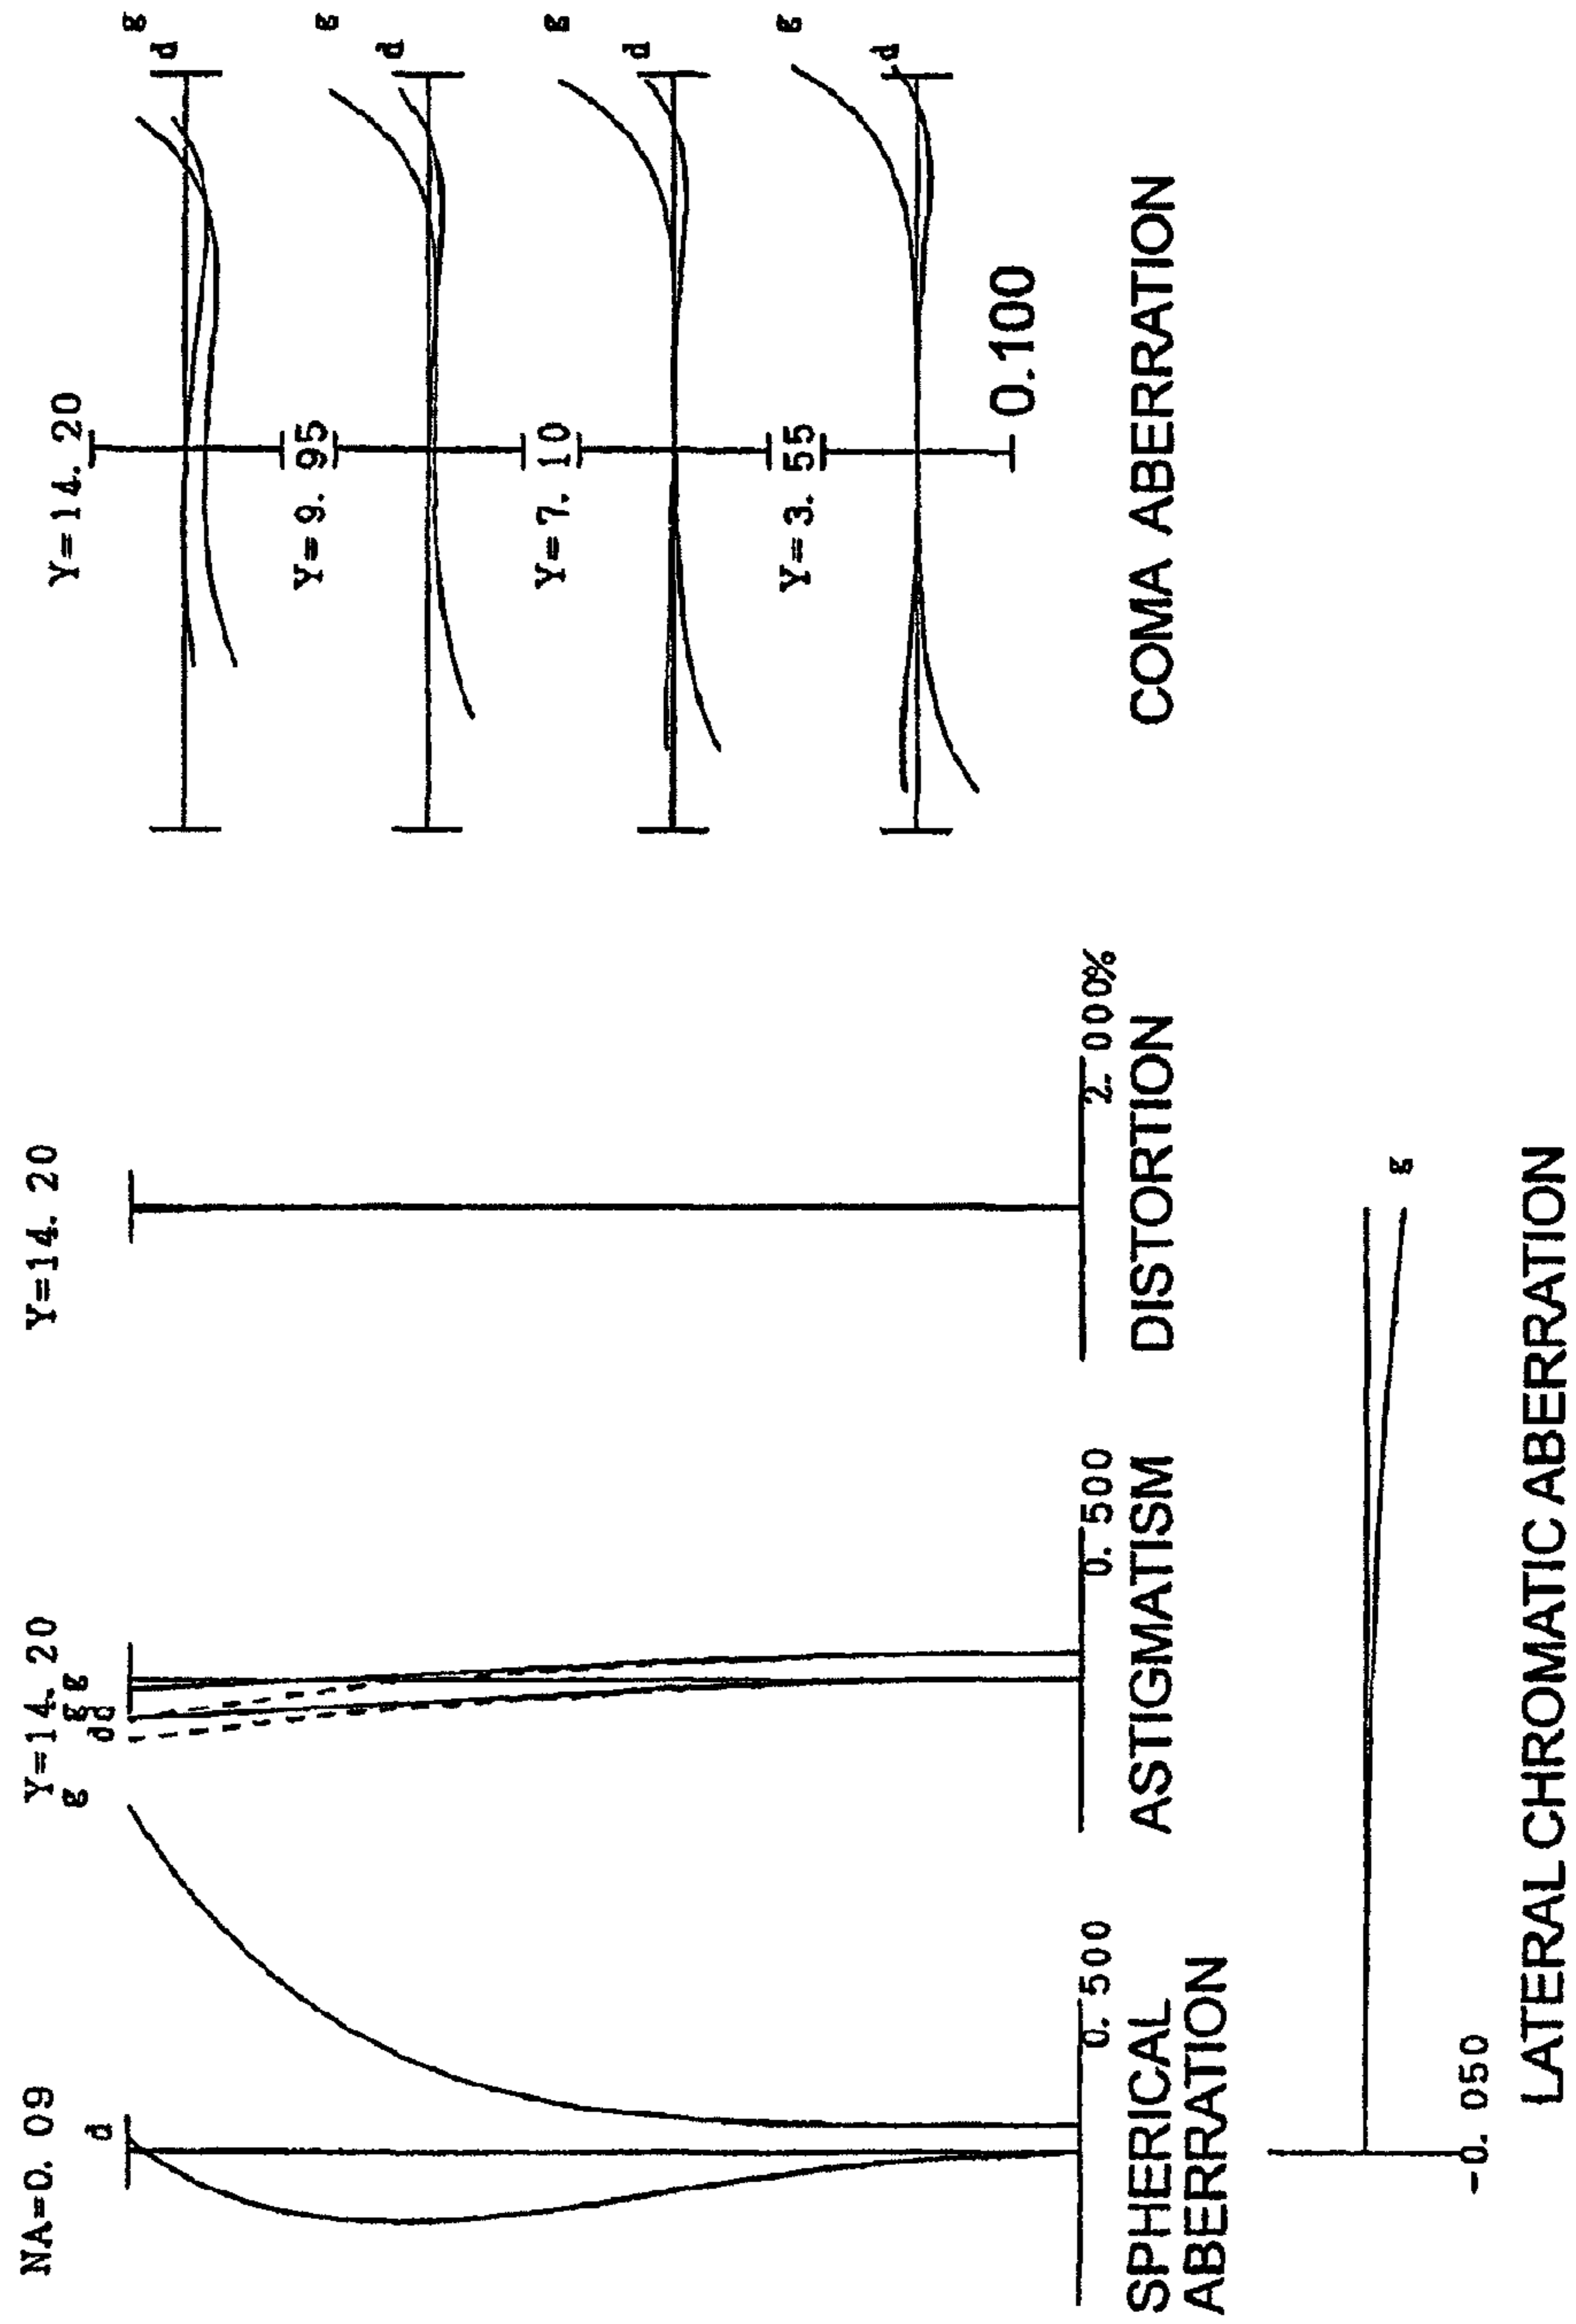 NA=0.09
d
g
0.500
SPHERICAL
ABERRATION
Y=14.20
g g
d d
0.500
ASTIGMATISM
Y=14.20
2.000%
DISTORTION
Y=14.20
g
d
Y=9.95
g
d
Y=7.10
g
d
Y=3.55
g
d
0.100
COMA ABERRATION
g
-0.050
LATERAL CHROMATIC ABERRATION